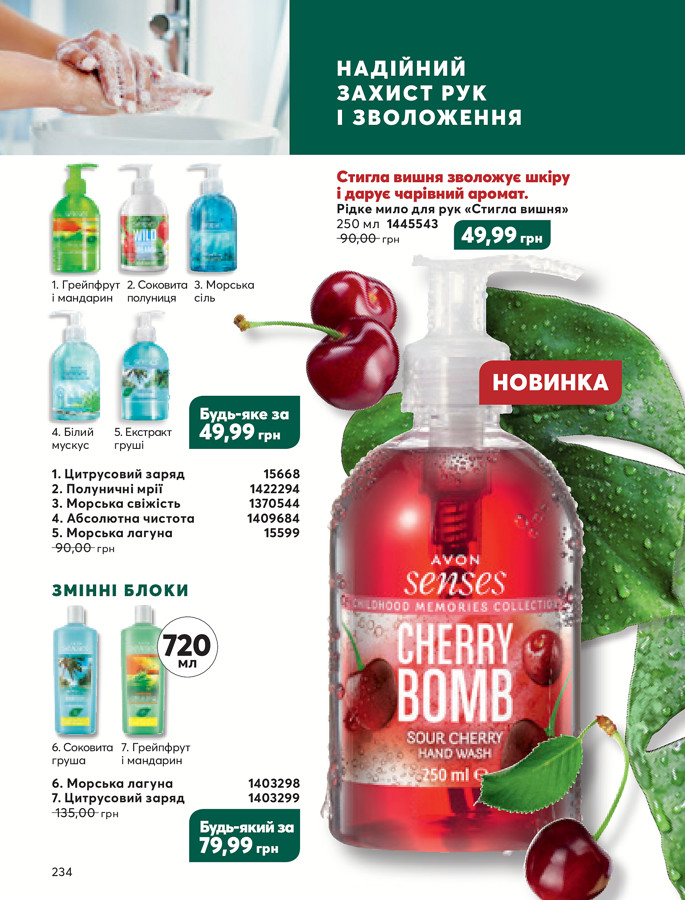 НАДІЙНИЙ
ЗАХИСТ РУК
І ЗВОЛОЖЕННЯ
Стигла вишня зволожує шкіру
і дарує чарівний аромат.
Рідке мило для рук «Стигла вишня»
250 мл 1445543
90,00 грн
49,99 грн
1. Грейпфрут
і мандарин
2. Соковита
полуниця
3. Морська
сіль
4. Білий
мускус
5. Екстракт
груші
Будь-яке за
49,99 грн
НОВИНКА
1. Цитрусовий заряд 15668
2. Полуничні мрії 1422294
3. Морська свіжість 1370544
4. Абсолютна чистота 1409684
5. Морська лагуна 15599
90,00 грн
AVON
senses
CHILDHOOD MEMORIES COLLECTION
CHERRY
BOMB
SOUR CHERRY
HAND WASH
250 ml e
ЗМІННІ БЛОКИ
720
МЛ
6. Соковита
груша
7. Грейпфрут
і мандарин
6. Морська лагуна 1403298
7. Цитрусовий заряд 1403299
135,00 грн
Будь-який за
79,99 грн
234